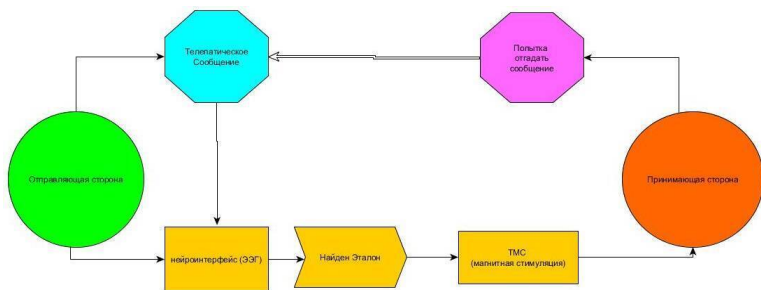 Телепатическое
Сообщение
Попытка
отгадать
сообщение
Отправляющая сторона
Принимающая сторона
нейроинтерфейс (ЭЭГ)
Найден Эталон
ТМС
(магнитная стимуляция)